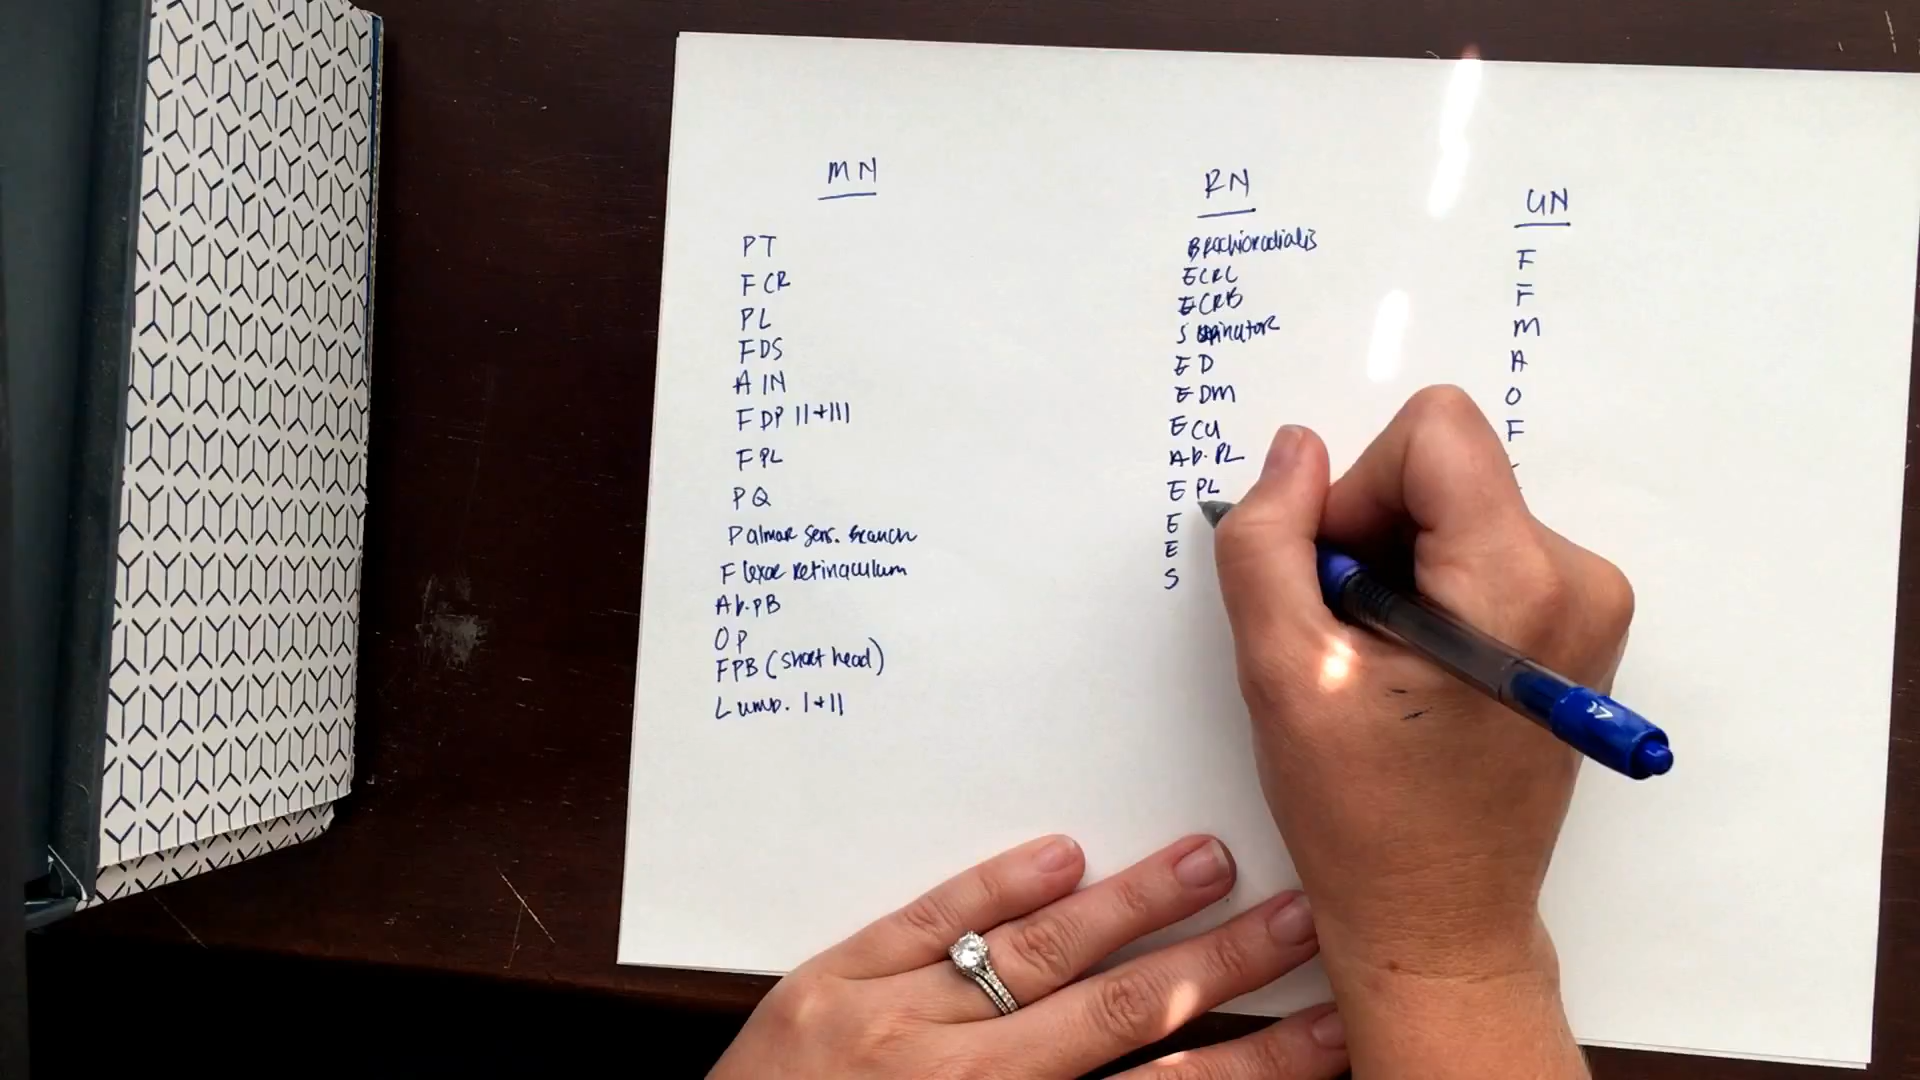 MN
PT
FCR
PL
FDS
AIN
FDP II+III
FPL
PQ
Palmar sens. Branch
Flexor retinaculum
Ab.PB
OP
FPB (short head)
Lumb. I+II
RN
Brachioradialis
ECRL
ECRB
Supinator
ED
EDM
ECU
Ab.PL
EPL
E
E
S
UN
F
F
M
A
O
F